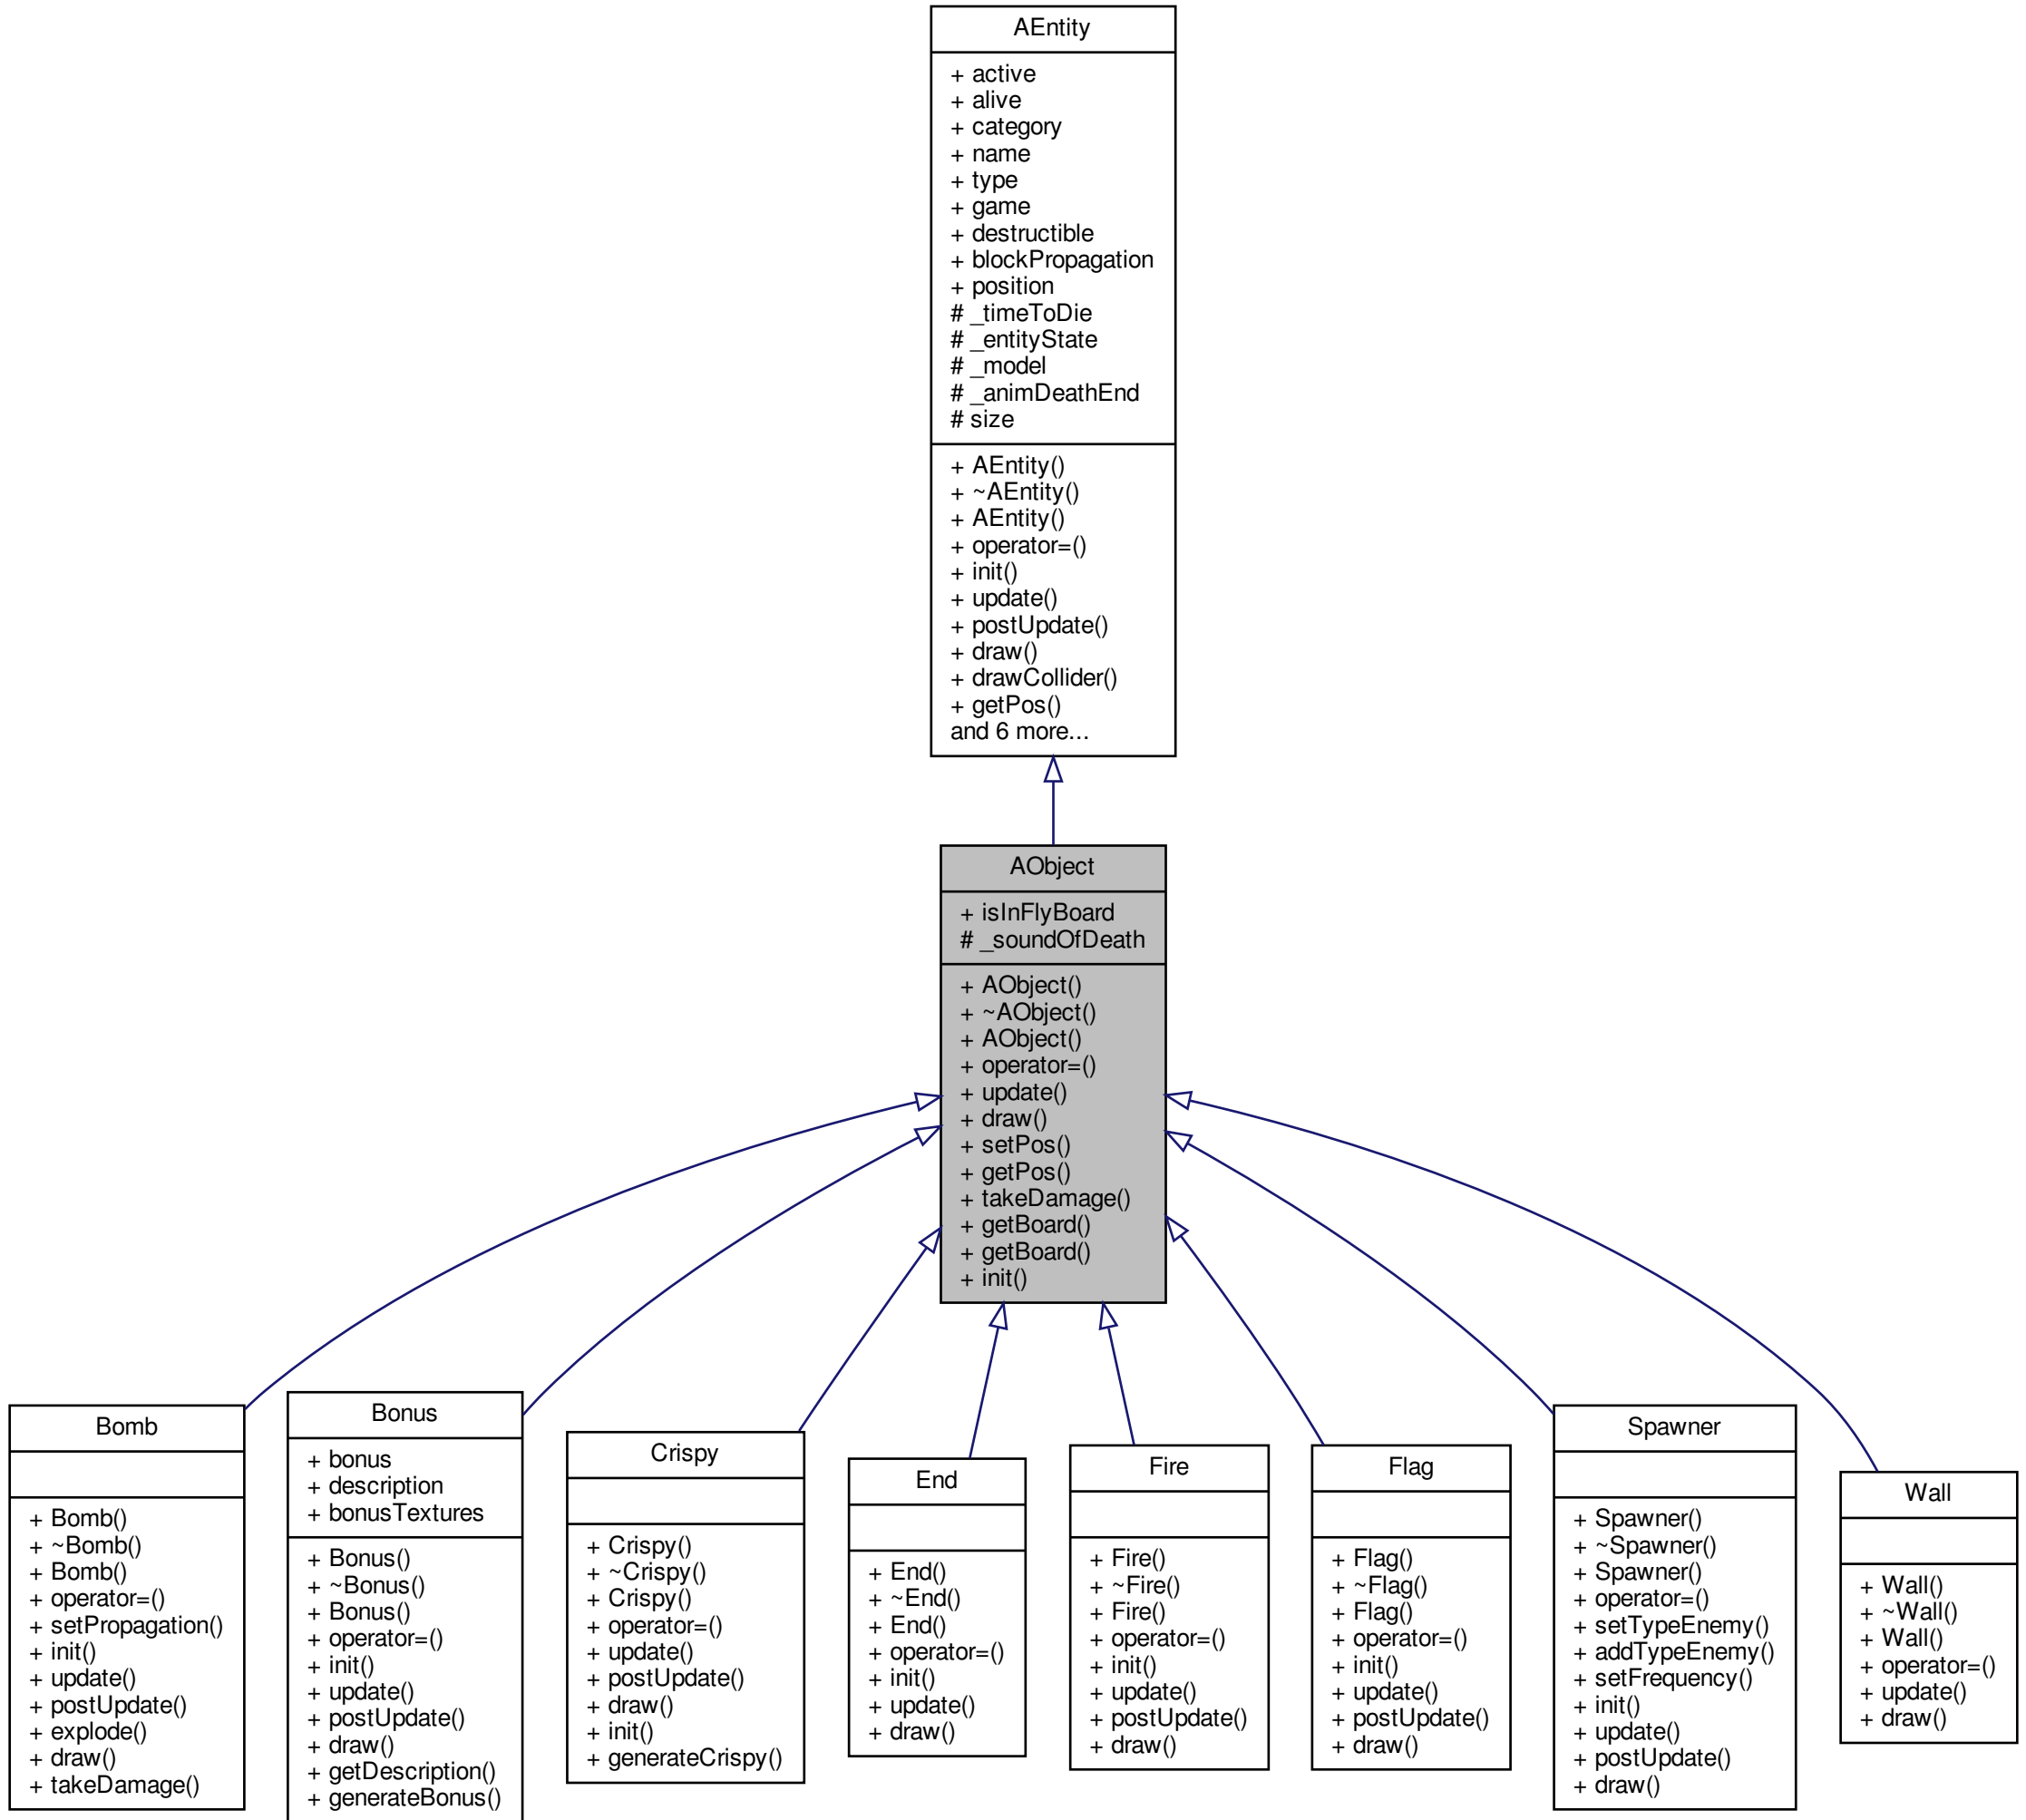 AEntity
+ active
+ alive
+ category
+ name
+ type
+ game
+ destructible
+ blockPropagation
+ position
# _timeToDie
# _entityState
# _model
# _animDeathEnd
# size
+ AEntity()
+ ~AEntity()
+ AEntity()
+ operator=()
+ init()
+ update()
+ postUpdate()
+ draw()
+ drawCollider()
+ getPos()
and 6 more...
AObject
+ isInFlyBoard
# _soundOfDeath
+ AObject()
+ ~AObject()
+ AObject()
+ operator=()
+ update()
+ draw()
+ setPos()
+ getPos()
+ takeDamage()
+ getBoard()
+ getBoard()
+ init()
Bomb
+ Bomb()
+ ~Bomb()
+ Bomb()
+ operator=()
+ setPropagation()
+ init()
+ update()
+ postUpdate()
+ explode()
+ draw()
+ takeDamage()
Bonus
+ bonus
+ description
+ bonusTextures
+ Bonus()
+ ~Bonus()
+ Bonus()
+ operator=()
+ init()
+ update()
+ postUpdate()
+ draw()
+ getDescription()
+ generateBonus()
Crispy
+ Crispy()
+ ~Crispy()
+ Crispy()
+ operator=()
+ update()
+ postUpdate()
+ draw()
+ init()
+ generateCrispy()
End
+ End()
+ ~End()
+ End()
+ operator=()
+ init()
+ update()
+ draw()
Fire
+ Fire()
+ ~Fire()
+ Fire()
+ operator=()
+ init()
+ update()
+ postUpdate()
+ draw()
Flag
+ Flag()
+ ~Flag()
+ Flag()
+ operator=()
+ init()
+ update()
+ postUpdate()
+ draw()
Spawner
+ Spawner()
+ ~Spawner()
+ Spawner()
+ operator=()
+ setTypeEnemy()
+ addTypeEnemy()
+ setFrequency()
+ init()
+ update()
+ postUpdate()
+ draw()
Wall
+ Wall()
+ ~Wall()
+ Wall()
+ operator=()
+ update()
+ draw()